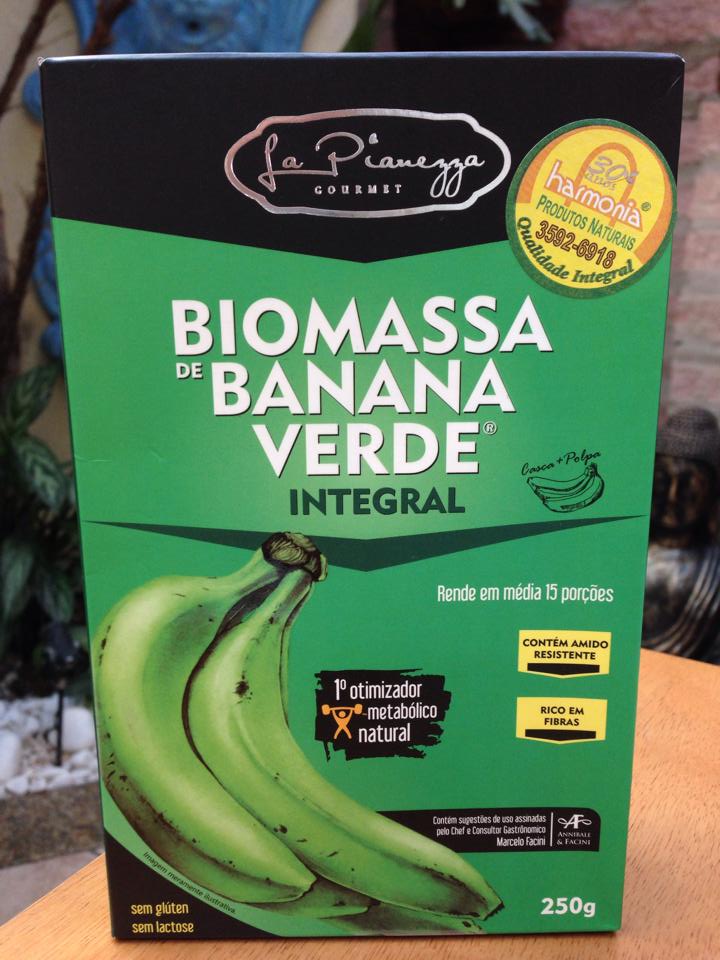 La Pianezza
GOURMET
30
harmonia®
PRODUTOS NATURAIS
3592-6918
Qualidade Integral
BIOMASSA
DE BANANA
VERDE®
INTEGRAL
Casca + Polpa
Rende em média 15 porções
CONTÉM AMIDO
RESISTENTE
RICO EM
FIBRAS
1º otimizador
metabólico
natural
Contém sugestões de uso assinadas
pelo Chef e Consultor Gastrônomico
Marcelo Facini
AF
ANNIBALE
& FACINI
Imagem meramente ilustrativa.
sem glúten
sem lactose
250g